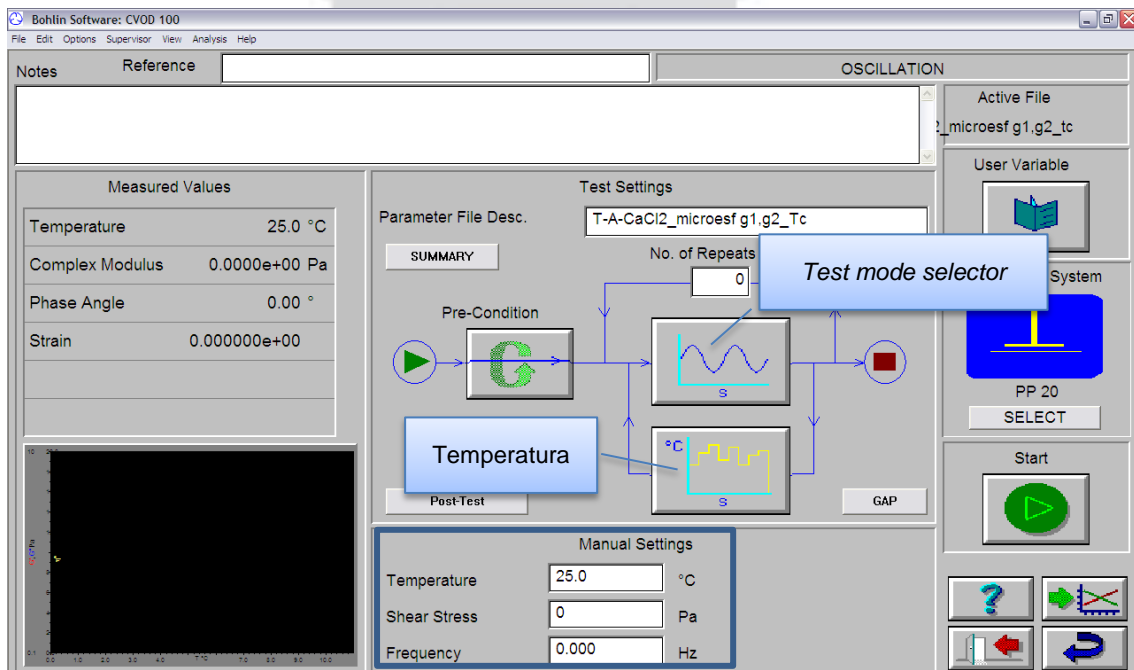 Bohlin Software: CVOD 100
File Edit Options Supervisor View Analysis Help
Notes
Reference
OSCILLATION
Active File
_microesf g1,g2_tc
User Variable
Measured Values
Temperature 25.0 °C
Complex Modulus 0.0000e+00 Pa
Phase Angle 0.00 °
Strain 0.000000e+00
Test Settings
Parameter File Desc. T-A-CaCl2_microesf g1,g2_Tc
SUMMARY
No. of Repeats
0
Test mode selector
System
Pre-Condition
S
PP 20
SELECT
Temperatura
°C
S
Post-Test
GAP
Start
Manual Settings
Temperature 25.0 °C
Shear Stress 0 Pa
Frequency 0.000 Hz